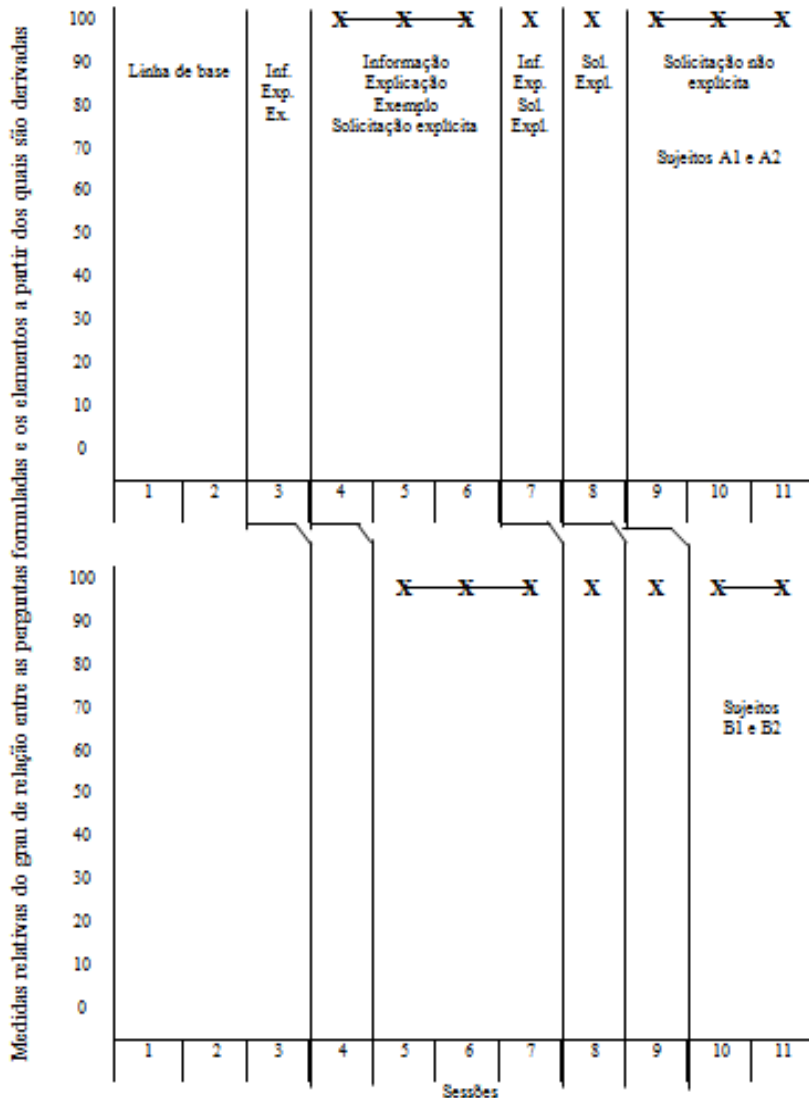 Medidas relativas do grau de relação entre as perguntas formuladas e os elementos a partir dos quais são derivadas
100
90
80
70
60
50
40
30
20
10
0
X X X X X X X X
Linha de base
Inf.
Exp.
Ex.
Informação
Explicação
Exemplo
Solicitação explícita
Inf.
Exp.
Sol.
Expl.
Sol.
Expl.
Solicitação não
explícita
Sujeitos A1 e A2
1 2 3 4 5 6 7 8 9 10 11
100
90
80
70
60
50
40
30
20
10
0
X X X X X X X
Sujeitos
B1 e B2
1 2 3 4 5 6 7 8 9 10 11
Sessões